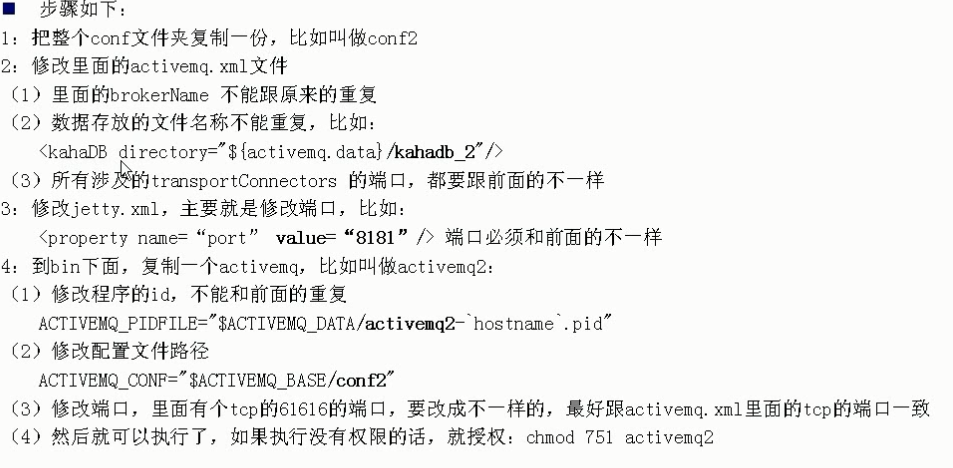 ■ 步骤如下：
1：把整个conf文件夹复制一份，比如叫做conf2
2：修改里面的activemq.xml文件
（1）里面的brokerName 不能跟原来的重复
（2）数据存放的文件名称不能重复，比如：
<kahaDB directory="${activemq.data}/kahadb_2"/>
（3）所有涉及的transportConnectors 的端口，都要跟前面的不一样
3：修改jetty.xml，主要就是修改端口，比如：
<property name=“port” value=“8181”/> 端口必须和前面的不一样
4：到bin下面，复制一个activemq，比如叫做activemq2：
（1）修改程序的id，不能和前面的重复
ACTIVEMQ_PIDFILE="$ACTIVEMQ_DATA/activemq2-`hostname`.pid"
（2）修改配置文件路径
ACTIVEMQ_CONF="$ACTIVEMQ_BASE/conf2"
（3）修改端口，里面有个tcp的61616的端口，要改成不一样的，最好跟activemq.xml里面的tcp的端口一致
（4）然后就可以执行了，如果执行没有权限的话，就授权：chmod 751 activemq2